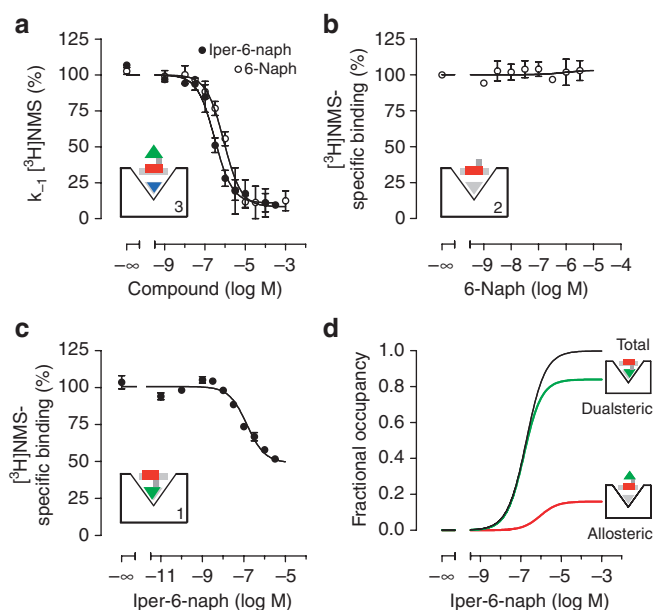 a
k–1 [³H]NMS (%)
125
100
75
50
25
0
Iper-6-naph
6-Naph
3
–∞
–9
–7
–5
–3
Compound (log M)
b
[³H]NMS-
specific binding (%)
125
100
75
50
25
0
2
–∞
–9
–8
–7
–6
–5
–4
6-Naph (log M)
c
[³H]NMS-
specific binding (%)
125
100
75
50
25
0
1
–∞
–11
–9
–7
–5
Iper-6-naph (log M)
d
Fractional occupancy
1.0
0.8
0.6
0.4
0.2
0.0
Total
Dualsteric
Allosteric
–∞
–9
–7
–5
–3
Iper-6-naph (log M)